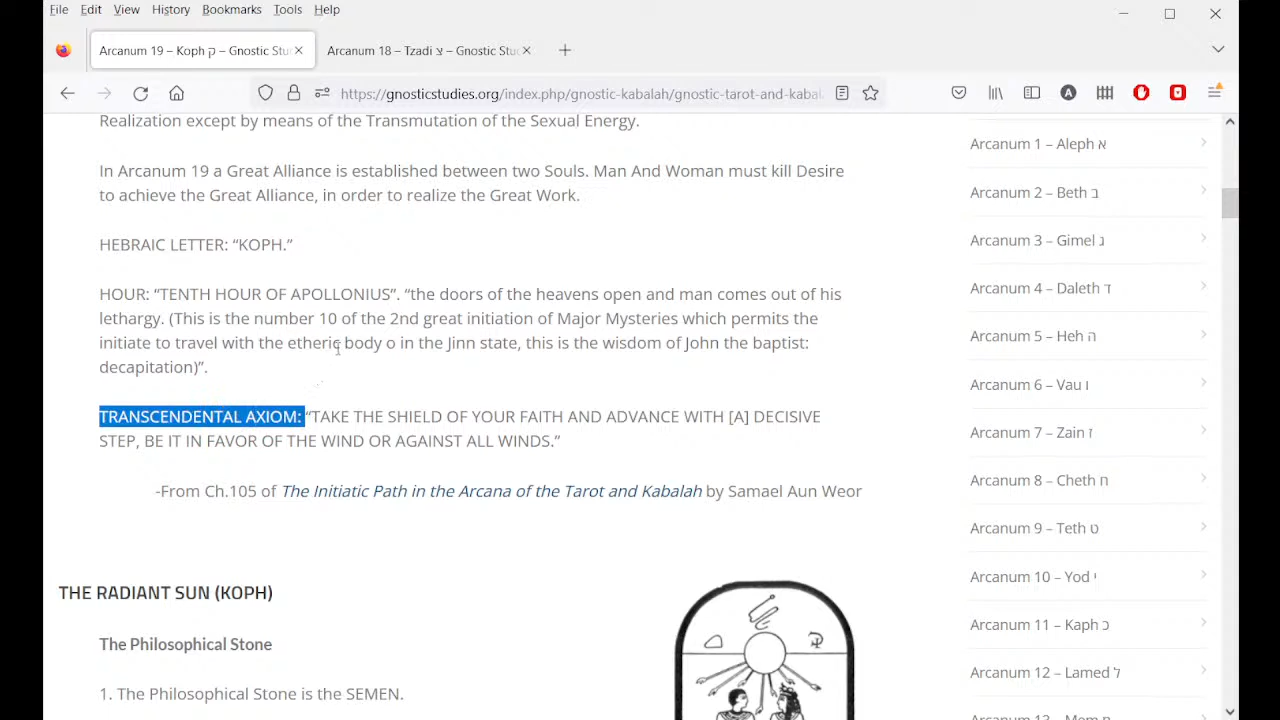 File Edit View History Bookmarks Tools Help
Arcanum 19 – Koph ק – Gnostic Stu
Arcanum 18 – Tzadi צ – Gnostic Stu
https://gnosticstudies.org/index.php/gnostic-kabalah/gnostic-tarot-and-kabal
Realization except by means of the Transmutation of the Sexual Energy.
In Arcanum 19 a Great Alliance is established between two Souls. Man And Woman must kill Desire
to achieve the Great Alliance, in order to realize the Great Work.
HEBRAIC LETTER: “KOPH.”
HOUR: “TENTH HOUR OF APOLLONIUS”. “the doors of the heavens open and man comes out of his
lethargy. (This is the number 10 of the 2nd great initiation of Major Mysteries which permits the
initiate to travel with the etheric body o in the Jinn state, this is the wisdom of John the baptist:
decapitation)”.
TRANSCENDENTAL AXIOM: “TAKE THE SHIELD OF YOUR FAITH AND ADVANCE WITH [A] DECISIVE
STEP, BE IT IN FAVOR OF THE WIND OR AGAINST ALL WINDS.”
-From Ch.105 of The Initiatic Path in the Arcana of the Tarot and Kabalah by Samael Aun Weor
THE RADIANT SUN (KOPH)
The Philosophical Stone
1. The Philosophical Stone is the SEMEN.
Arcanum 1 – Aleph א
Arcanum 2 – Beth ב
Arcanum 3 – Gimel ג
Arcanum 4 – Daleth ד
Arcanum 5 – Heh ה
Arcanum 6 – Vau ו
Arcanum 7 – Zain ז
Arcanum 8 – Cheth ח
Arcanum 9 – Teth ט
Arcanum 10 – Yod י
Arcanum 11 – Kaph כ
Arcanum 12 – Lamed ל
Arcanum 13 – Mem מ